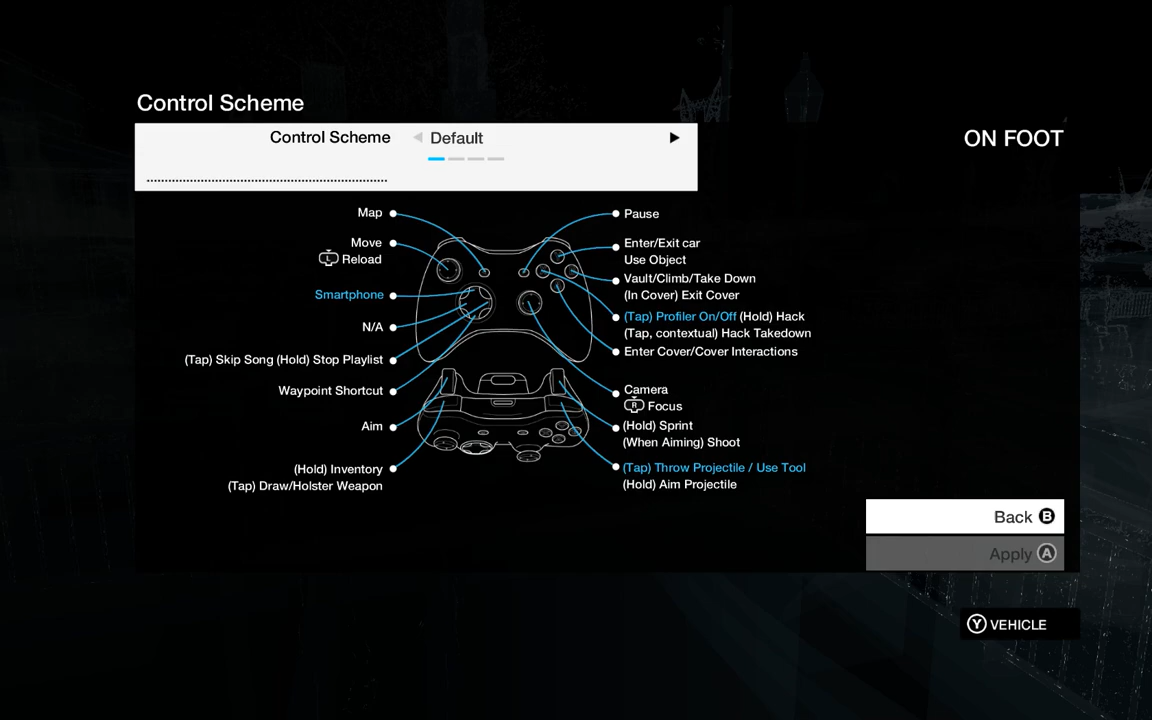 Control Scheme
Control Scheme Default
ON FOOT
Map
Move
L Reload
Smartphone
N/A
(Tap) Skip Song (Hold) Stop Playlist
Waypoint Shortcut
Aim
(Hold) Inventory
(Tap) Draw/Holster Weapon
Pause
Enter/Exit car
Use Object
Vault/Climb/Take Down
(In Cover) Exit Cover
(Tap) Profiler On/Off (Hold) Hack
(Tap, contextual) Hack Takedown
Enter Cover/Cover Interactions
Camera
R Focus
(Hold) Sprint
(When Aiming) Shoot
(Tap) Throw Projectile / Use Tool
(Hold) Aim Projectile
Back B
Apply A
Y VEHICLE